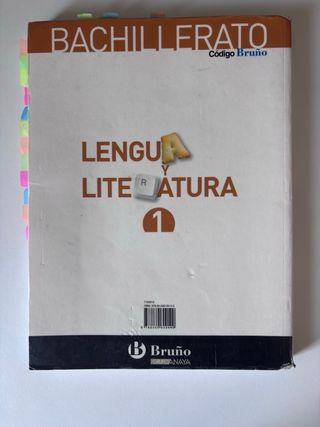 BACHILLERATO
Código Bruño
LENGUA
Y
LITERATURA
1
B Bruño
GRUPO ANAYA